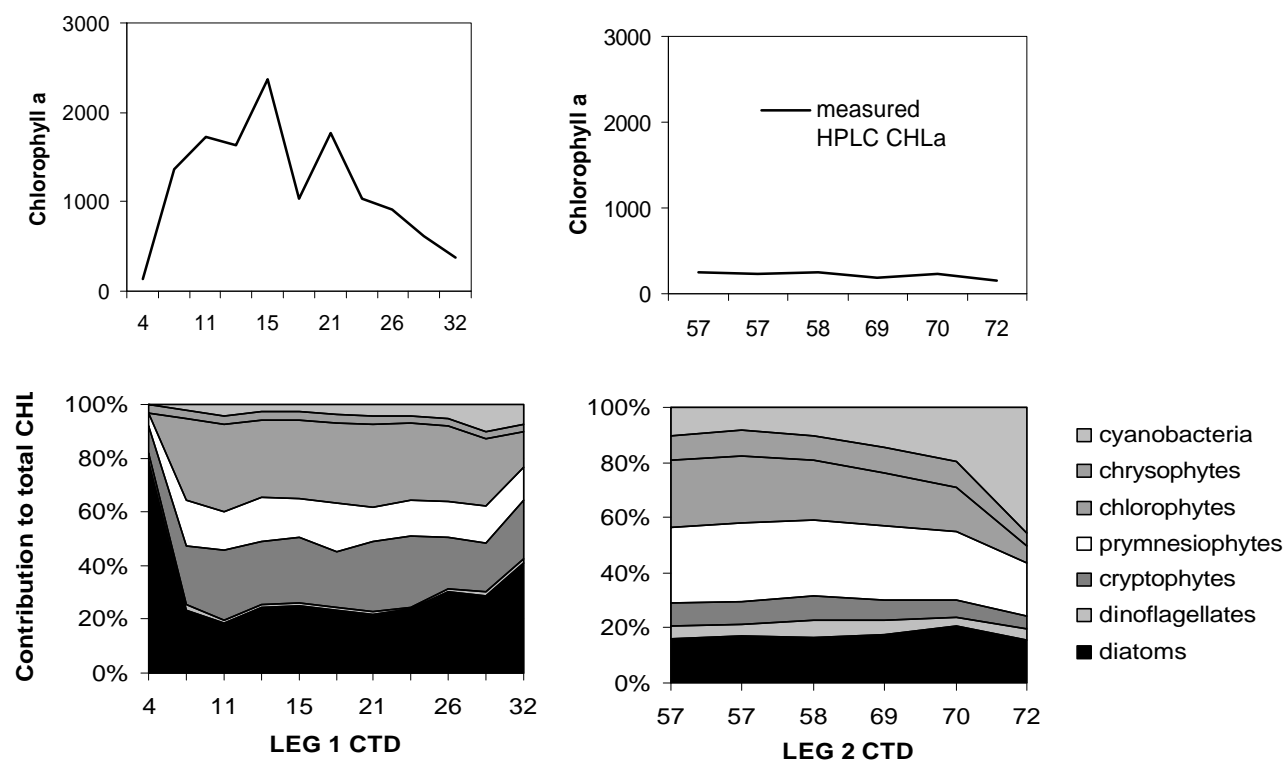 3000
2000
1000
0
Chlorophyll a
4 11 15 21 26 32
3000
2000
1000
0
Chlorophyll a
measured
HPLC CHLa
57 57 58 69 70 72
100%
80%
60%
40%
20%
0%
Contribution to total CHL
4 11 15 21 26 32
LEG 1 CTD
100%
80%
60%
40%
20%
0%
57 57 58 69 70 72
LEG 2 CTD
cyanobacteria
chrysophytes
chlorophytes
prymnesiophytes
cryptophytes
dinoflagellates
diatoms